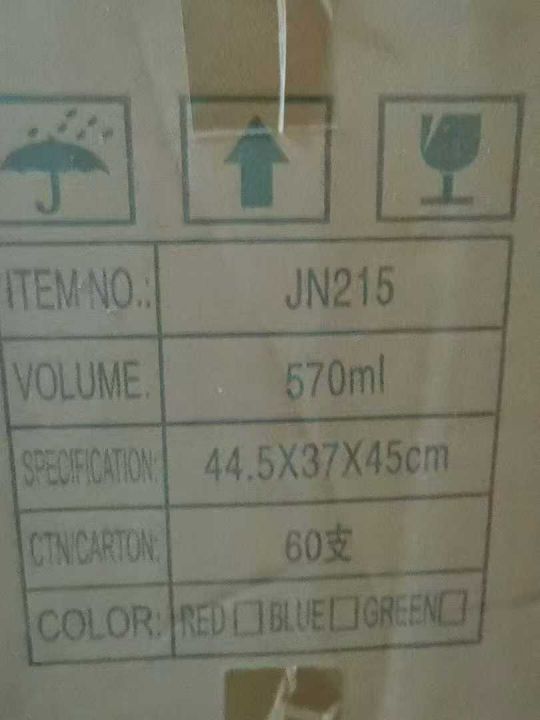 ITEM NO.: JN215
VOLUME. 570ml
SPECIFICATION: 44.5X37X45cm
CTN/CARTON: 60支
COLOR: RED □ BLUE □ GREEN □